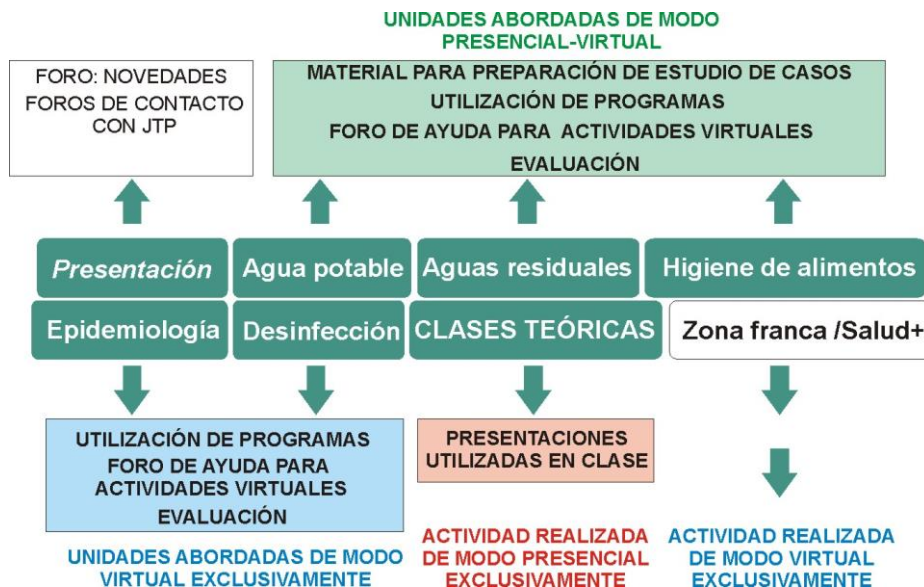 UNIDADES ABORDADAS DE MODO
PRESENCIAL-VIRTUAL
FORO: NOVEDADES
FOROS DE CONTACTO
CON JTP
MATERIAL PARA PREPARACIÓN DE ESTUDIO DE CASOS
UTILIZACIÓN DE PROGRAMAS
FORO DE AYUDA PARA ACTIVIDADES VIRTUALES
EVALUACIÓN
Presentación
Agua potable
Aguas residuales
Higiene de alimentos
Epidemiología
Desinfección
CLASES TEÓRICAS
Zona franca /Salud+
UTILIZACIÓN DE PROGRAMAS
FORO DE AYUDA PARA
ACTIVIDADES VIRTUALES
EVALUACIÓN
PRESENTACIONES
UTILIZADAS EN CLASE
UNIDADES ABORDADAS DE MODO
VIRTUAL EXCLUSIVAMENTE
ACTIVIDAD REALIZADA
DE MODO PRESENCIAL
EXCLUSIVAMENTE
ACTIVIDAD REALIZADA
DE MODO VIRTUAL
EXCLUSIVAMENTE